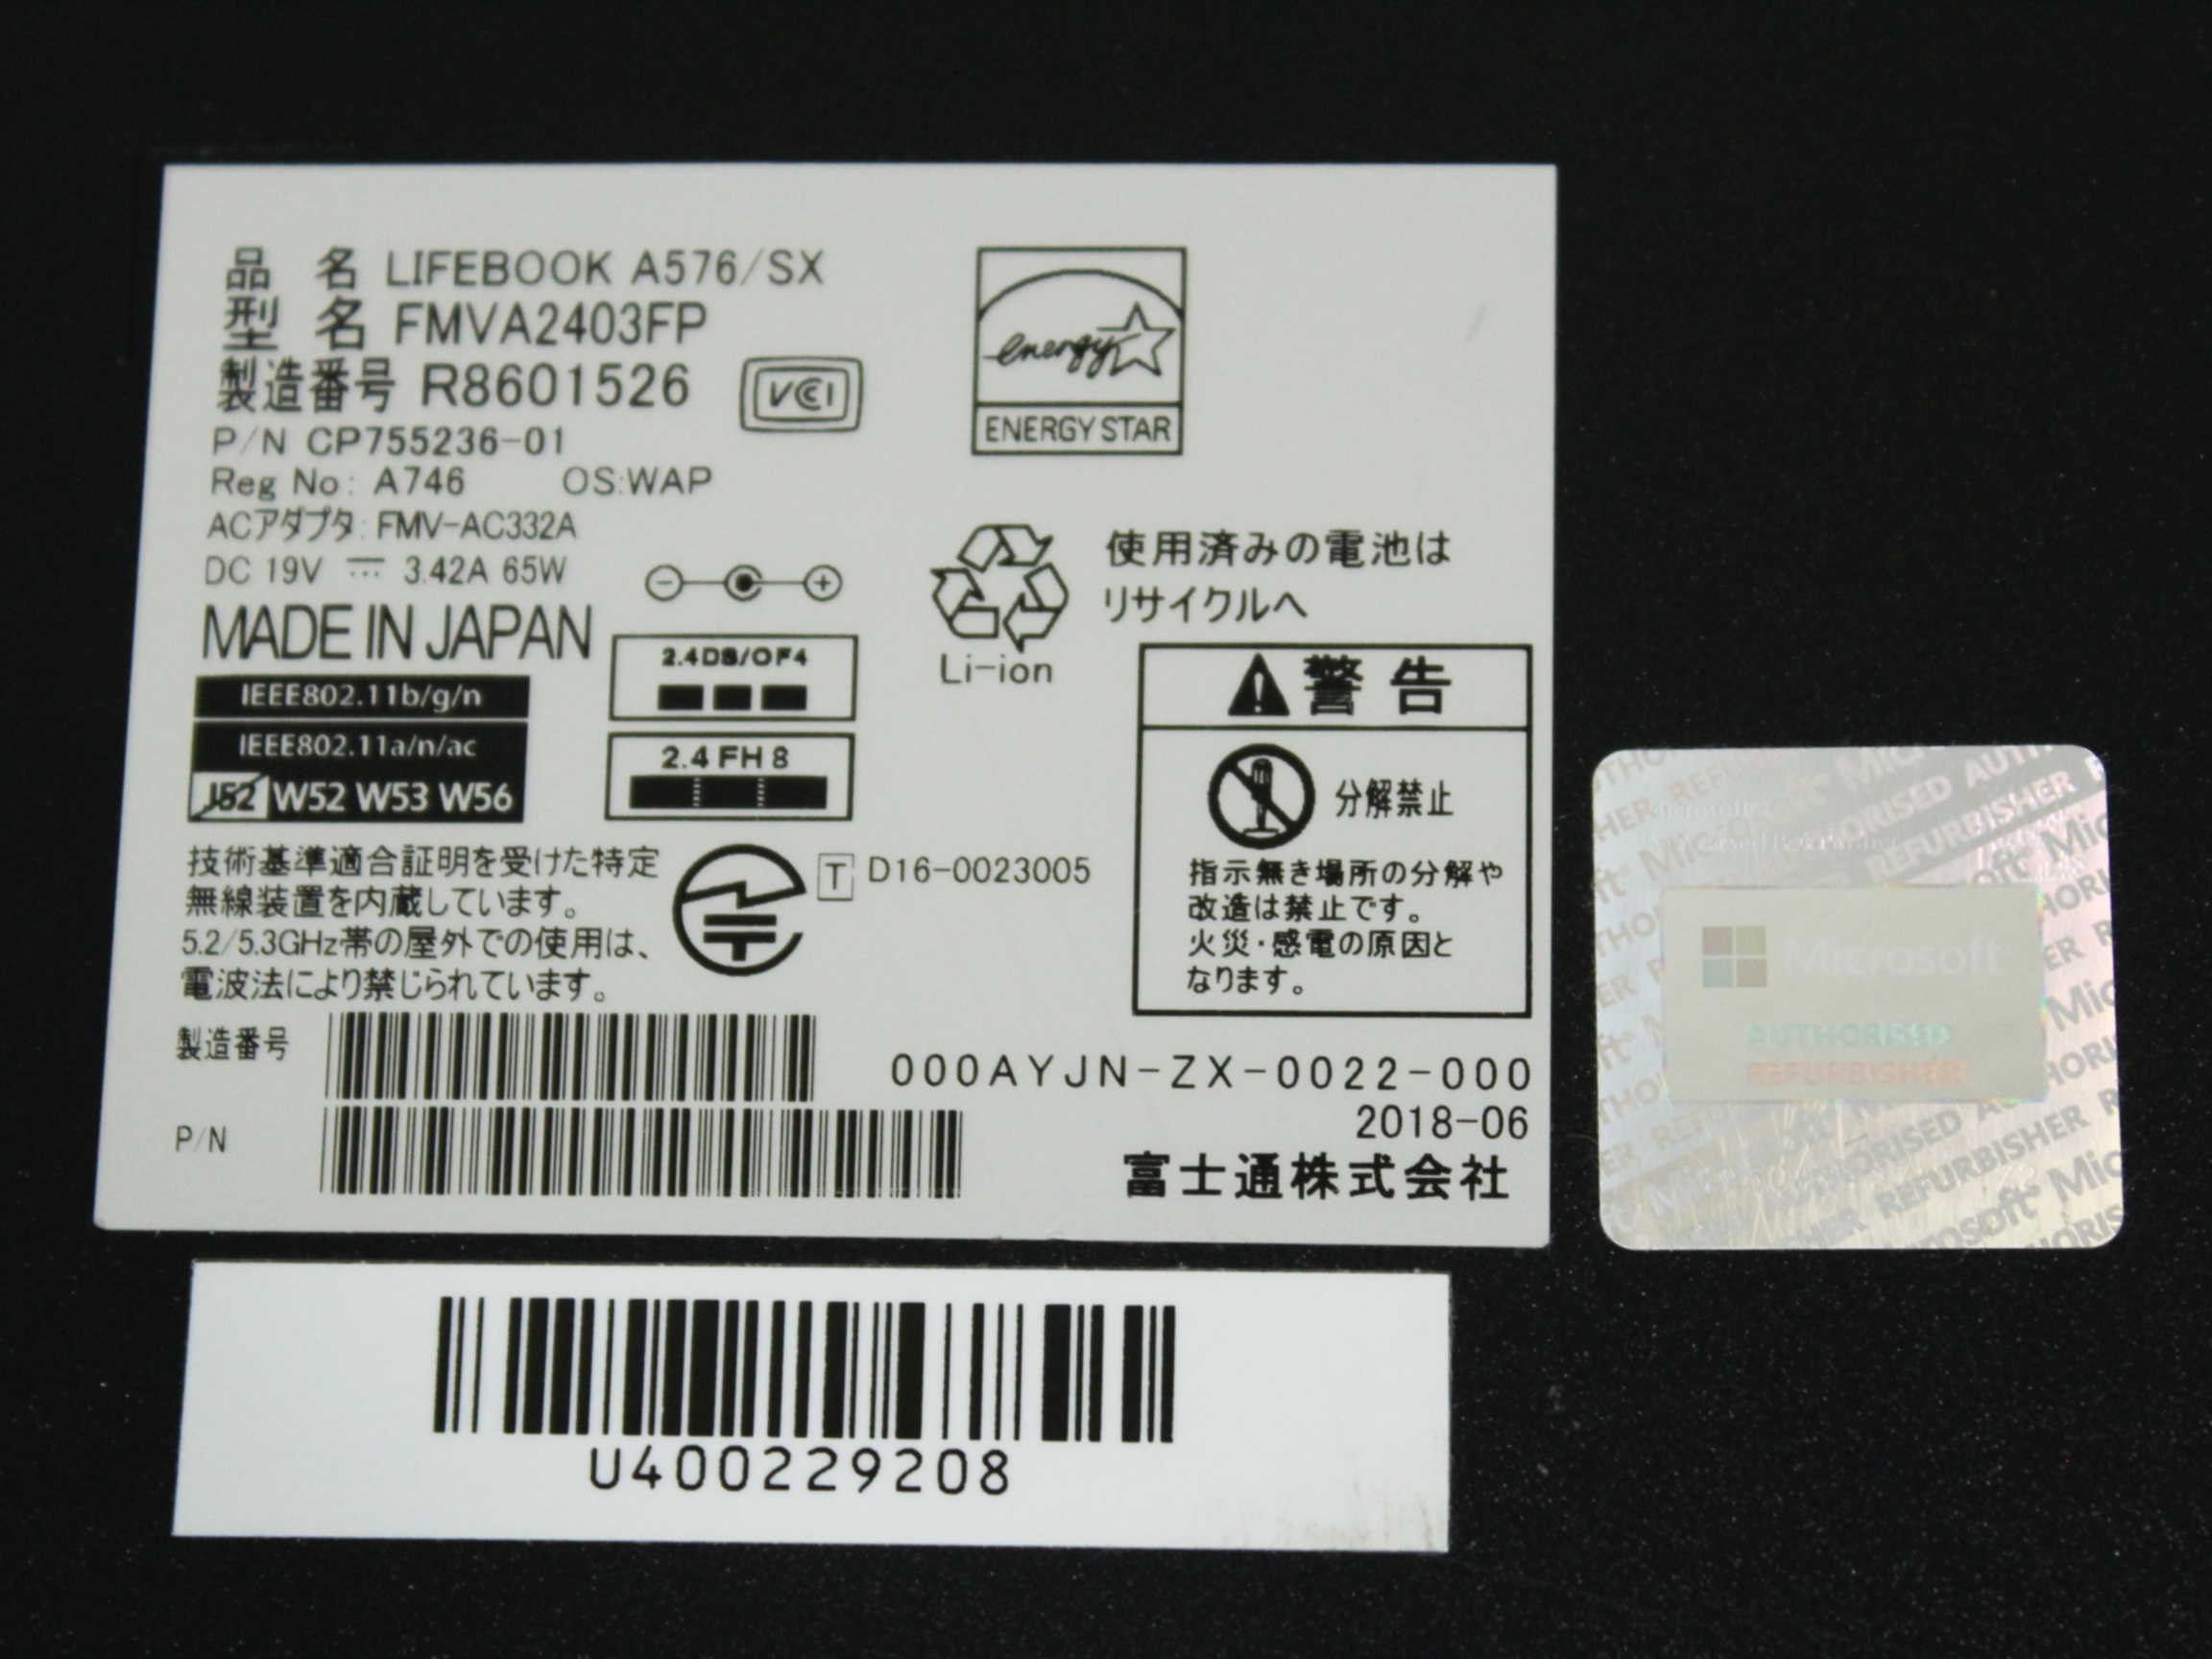 品 名 LIFEBOOK A576/SX
型 名 FMVA2403FP
製造番号 R8601526
VCCI
P/N CP755236-01
Reg No: A746 OS:WAP
ACアダプタ: FMV-AC332A
DC 19V 3.42A 65W
MADE IN JAPAN
IEEE802.11b/g/n
IEEE802.11a/n/ac
J52 W52 W53 W56
2.4DS/OF4
2.4FH8
energy
ENERGY STAR
使用済みの電池は
リサイクルへ
Li-ion
警告
分解禁止
指示無き場所の分解や
改造は禁止です。
火災・感電の原因と
なります。
技術基準適合証明を受けた特定
無線装置を内蔵しています。
5.2/5.3GHz帯の屋外での使用は、
電波法により禁じられています。
T D16-0023005
製造番号
P/N
000AYJN-ZX-0022-000
2018-06
富士通株式会社
U400229208
Microsoft
AUTHORISED
REFURBISHER